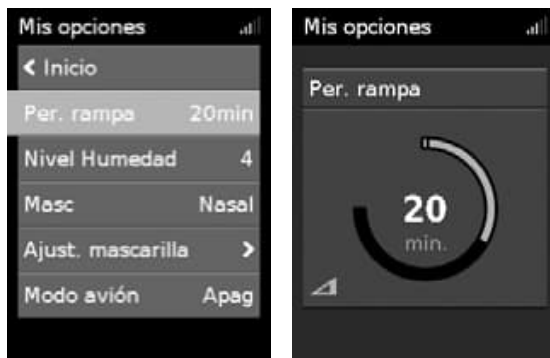 Mis opciones
Inicio
Per. rampa 20min
Nivel Humedad 4
Masc Nasal
Ajust. mascarilla
Modo avión Apag
Mis opciones
Per. rampa
20
min.